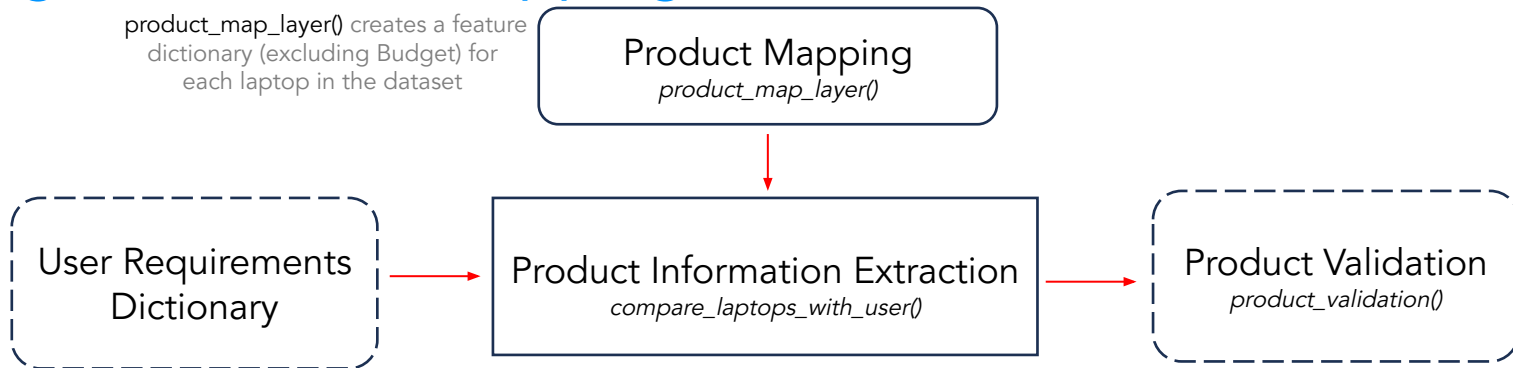 product_map_layer() creates a feature
dictionary (excluding Budget) for
each laptop in the dataset
Product Mapping
product_map_layer()
User Requirements
Dictionary
Product Information Extraction
compare_laptops_with_user()
Product Validation
product_validation()